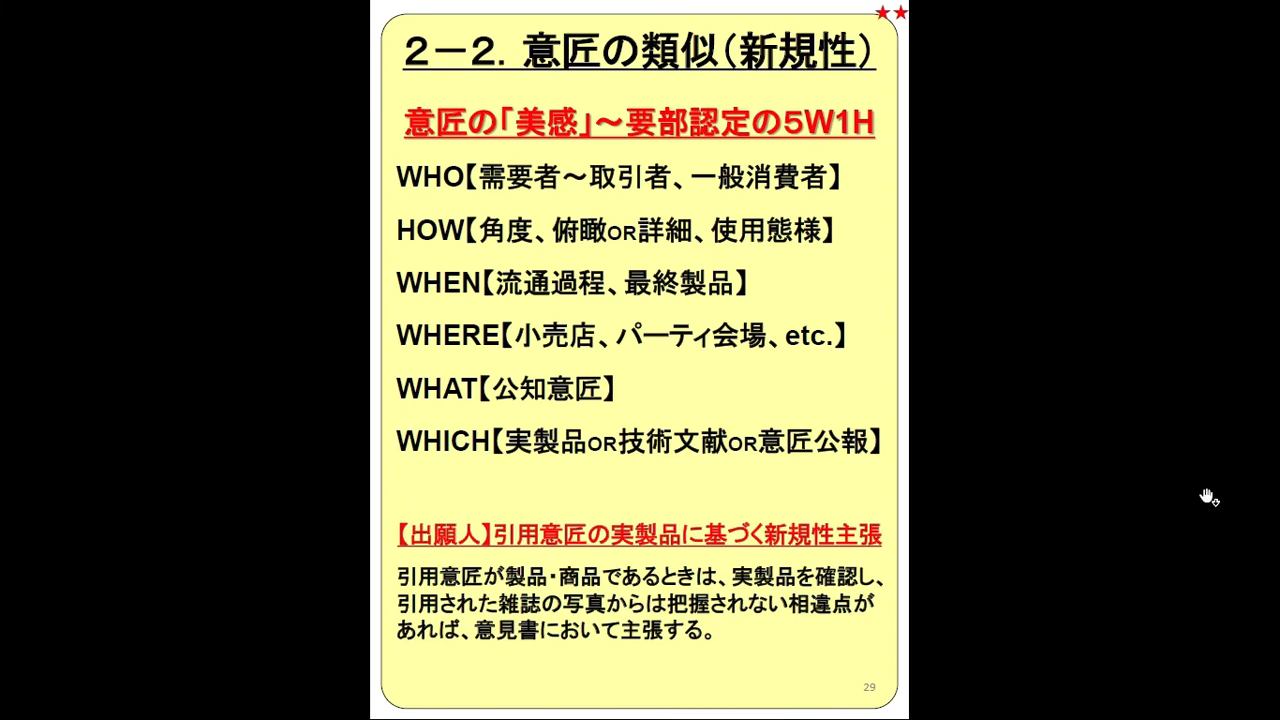 ★★
２－２．意匠の類似（新規性）
意匠の「美感」～要部認定の５W１H
WHO【需要者～取引者、一般消費者】
HOW【角度、俯瞰OR詳細、使用態様】
WHEN【流通過程、最終製品】
WHERE【小売店、パーティ会場、etc.】
WHAT【公知意匠】
WHICH【実製品OR技術文献OR意匠公報】
【出願人】引用意匠の実製品に基づく新規性主張
引用意匠が製品・商品であるときは、実製品を確認し、
引用された雑誌の写真からは把握されない相違点が
あれば、意見書において主張する。
29